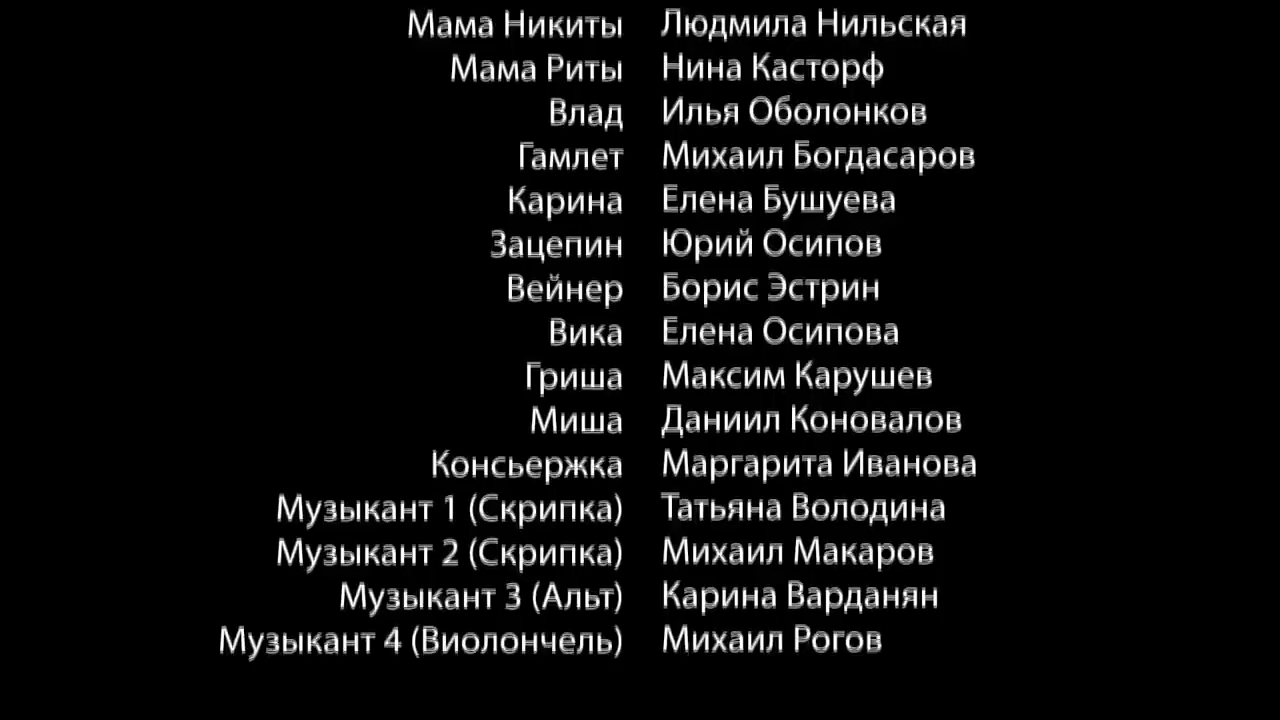 Мама Никиты Людмила Нильская
Мама Риты Нина Касторф
Влад Илья Оболонков
Гамлет Михаил Богдасаров
Карина Елена Бушуева
Зацепин Юрий Осипов
Вейнер Борис Эстрин
Вика Елена Осипова
Гриша Максим Карушев
Миша Даниил Коновалов
Консьержка Маргарита Иванова
Музыкант 1 (Скрипка) Татьяна Володина
Музыкант 2 (Скрипка) Михаил Макаров
Музыкант 3 (Альт) Карина Варданян
Музыкант 4 (Виолончель) Михаил Рогов